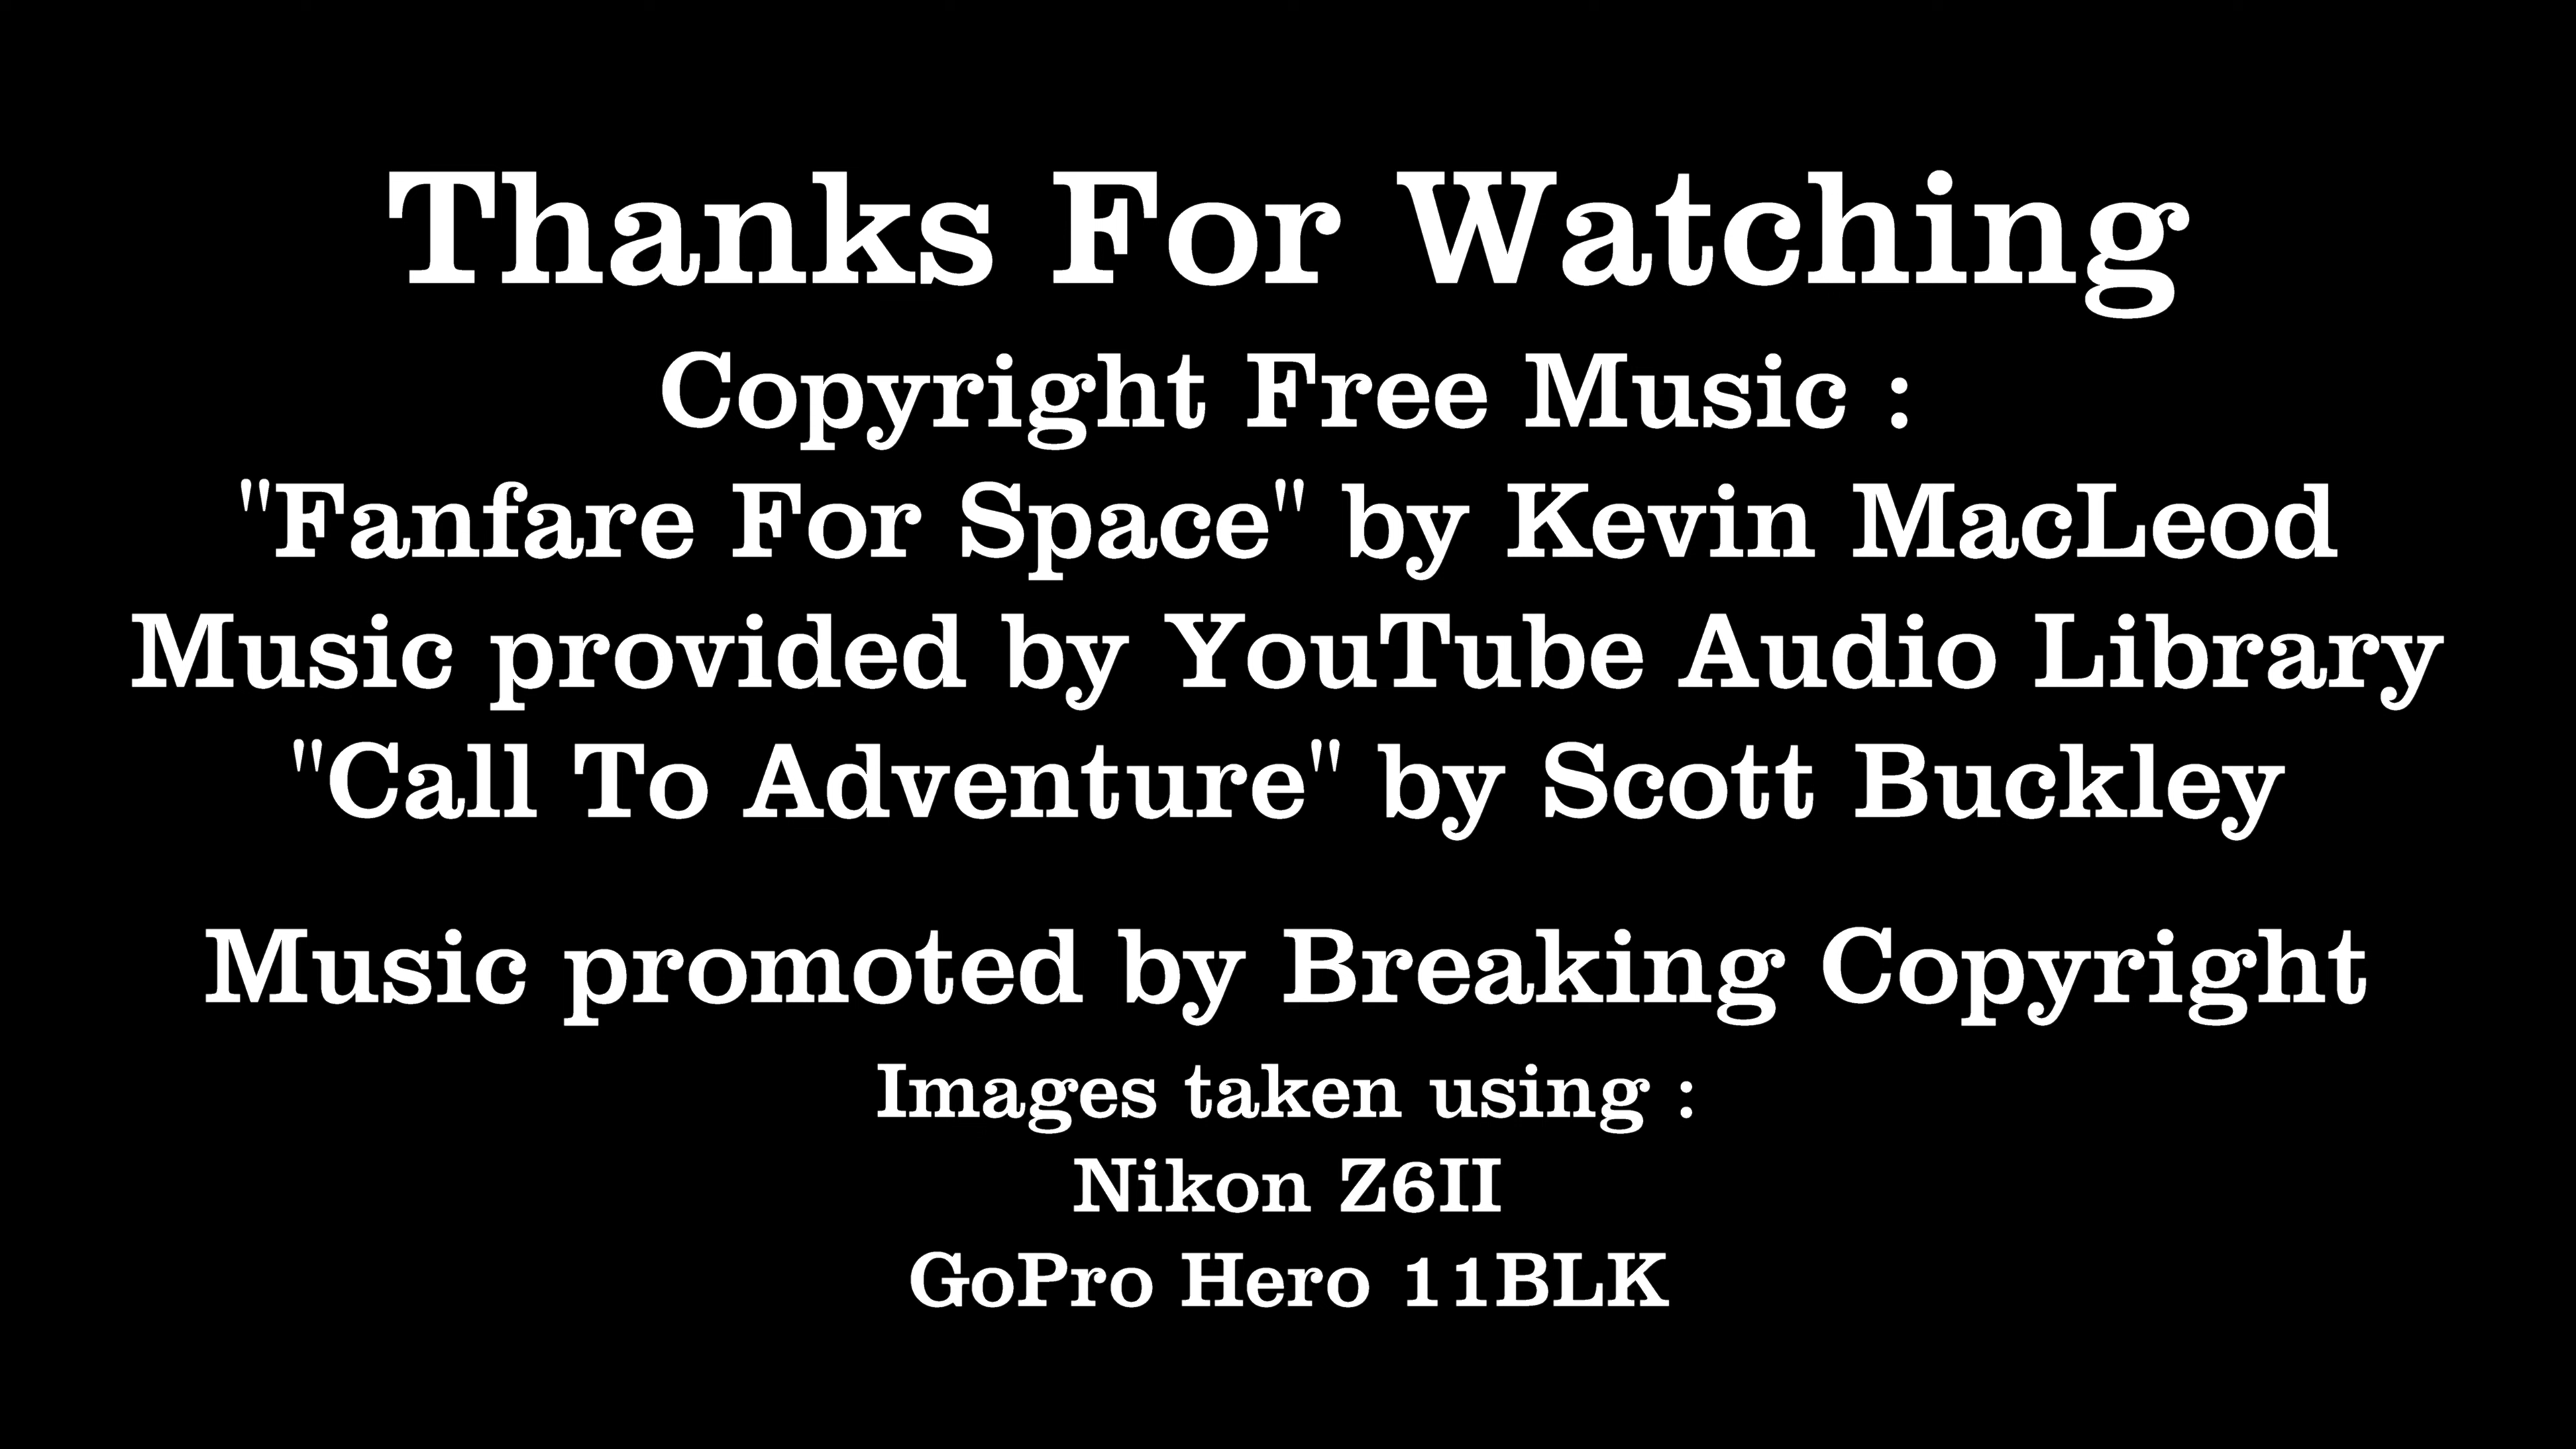 Thanks For Watching
Copyright Free Music :
"Fanfare For Space" by Kevin MacLeod
Music provided by YouTube Audio Library
"Call To Adventure" by Scott Buckley
Music promoted by Breaking Copyright
Images taken using :
Nikon Z6II
GoPro Hero 11BLK